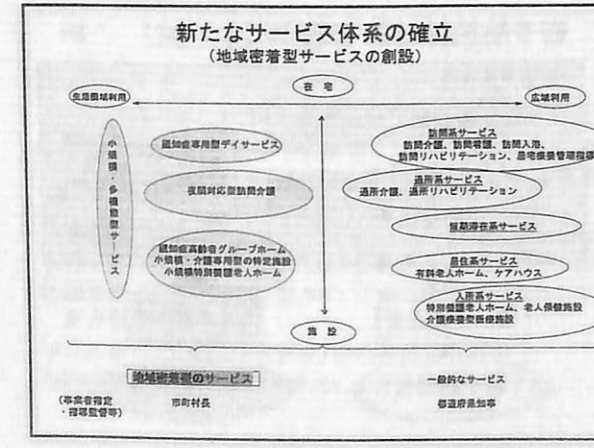 新たなサービス体系の確立
(地域密着型サービスの創設)
在 宅
生活圏域利用
広域利用
小規模・多機能型サービス
認知症専用型デイサービス
夜間対応型訪問介護
認知症高齢者グループホーム
小規模・介護専用型の特定施設
小規模特別養護老人ホーム
訪問系サービス
訪問介護、訪問看護、訪問入浴、
訪問リハビリテーション、居宅療養管理指導
通所系サービス
通所介護、通所リハビリテーション
短期滞在系サービス
居住系サービス
有料老人ホーム、ケアハウス
入所系サービス
特別養護老人ホーム、老人保健施設
介護療養型医療施設
施 設
地域密着型のサービス
一般的なサービス
(事業者指定
・指導監督等)
市町村長
都道府県知事